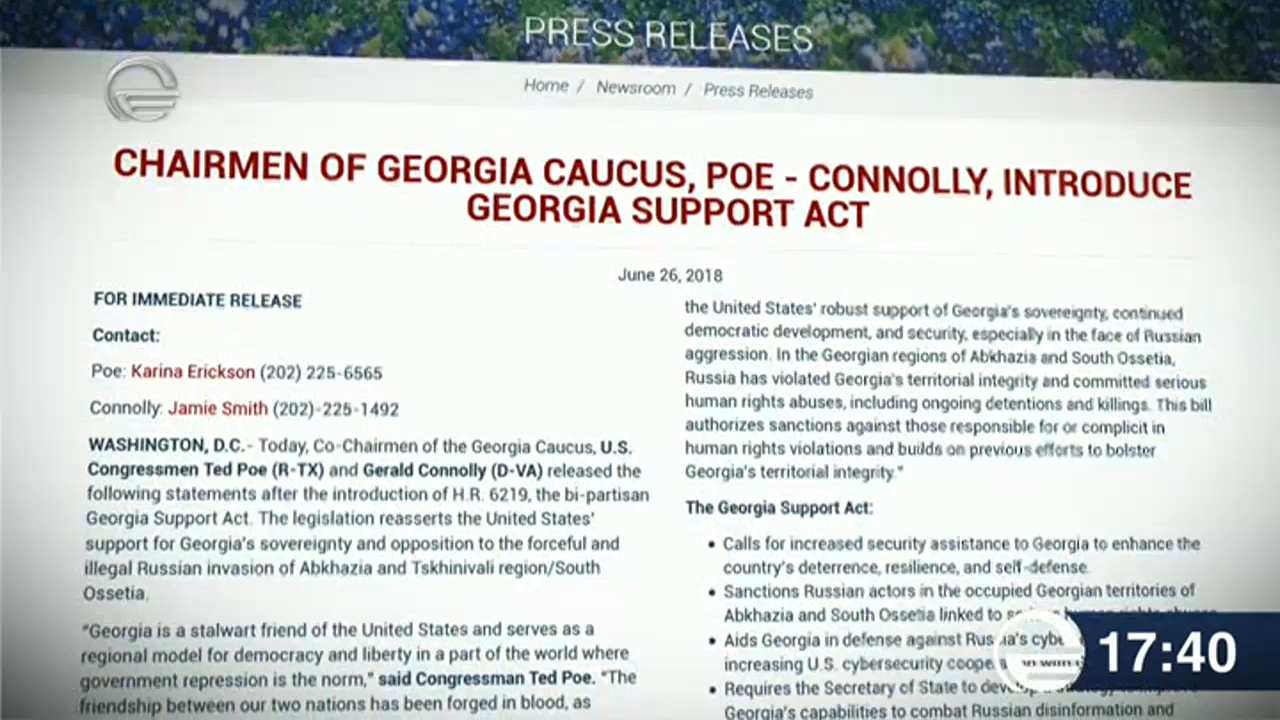 PRESS RELEASES
Home / Newsroom / Press Releases
CHAIRMEN OF GEORGIA CAUCUS, POE - CONNOLLY, INTRODUCE
GEORGIA SUPPORT ACT
June 26, 2018
FOR IMMEDIATE RELEASE
Contact:
Poe: Karina Erickson (202) 225-6565
Connolly: Jamie Smith (202)-225-1492
WASHINGTON, D.C.- Today, Co-Chairmen of the Georgia Caucus, U.S.
Congressmen Ted Poe (R-TX) and Gerald Connolly (D-VA) released the
following statements after the introduction of H.R. 6219, the bi-partisan
Georgia Support Act. The legislation reasserts the United States'
support for Georgia's sovereignty and opposition to the forceful and
illegal Russian invasion of Abkhazia and Tskhinivali region/South
Ossetia.
"Georgia is a stalwart friend of the United States and serves as a
regional model for democracy and liberty in a part of the world where
government repression is the norm," said Congressman Ted Poe. "The
friendship between our two nations has been forged in blood, as
the United States' robust support of Georgia's sovereignty, continued
democratic development, and security, especially in the face of Russian
aggression. In the Georgian regions of Abkhazia and South Ossetia,
Russia has violated Georgia's territorial integrity and committed serious
human rights abuses, including ongoing detentions and killings. This bill
authorizes sanctions against those responsible for or complicit in
human rights violations and builds on previous efforts to bolster
Georgia's territorial integrity."
The Georgia Support Act:
• Calls for increased security assistance to Georgia to enhance the
country's deterrence, resilience, and self-defense.
• Sanctions Russian actors in the occupied Georgian territories of
Abkhazia and South Ossetia linked to
• Aids Georgia in defense against Russia's
increasing U.S. cybersecurity
• Requires the Secretary of State to
Georgia's capabilities to combat Russian disinformation and
17:40